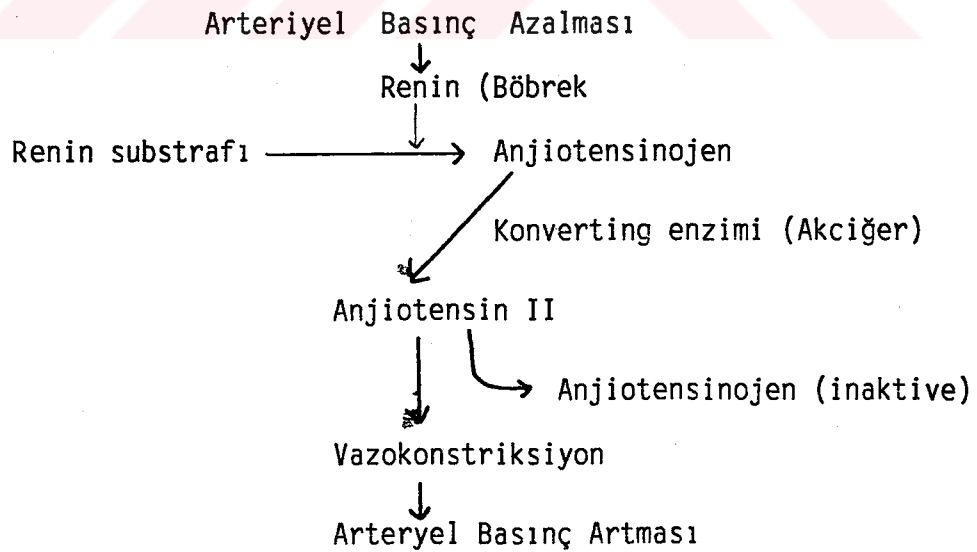 Arteriyel Basınç Azalması
Renin (Böbrek
Renin substrafı
Anjiotensinojen
Konverting enzimi (Akciğer)
Anjiotensin II
Anjiotensinojen (inaktive)
Vazokonstriksiyon
Arteryel Basınç Artması